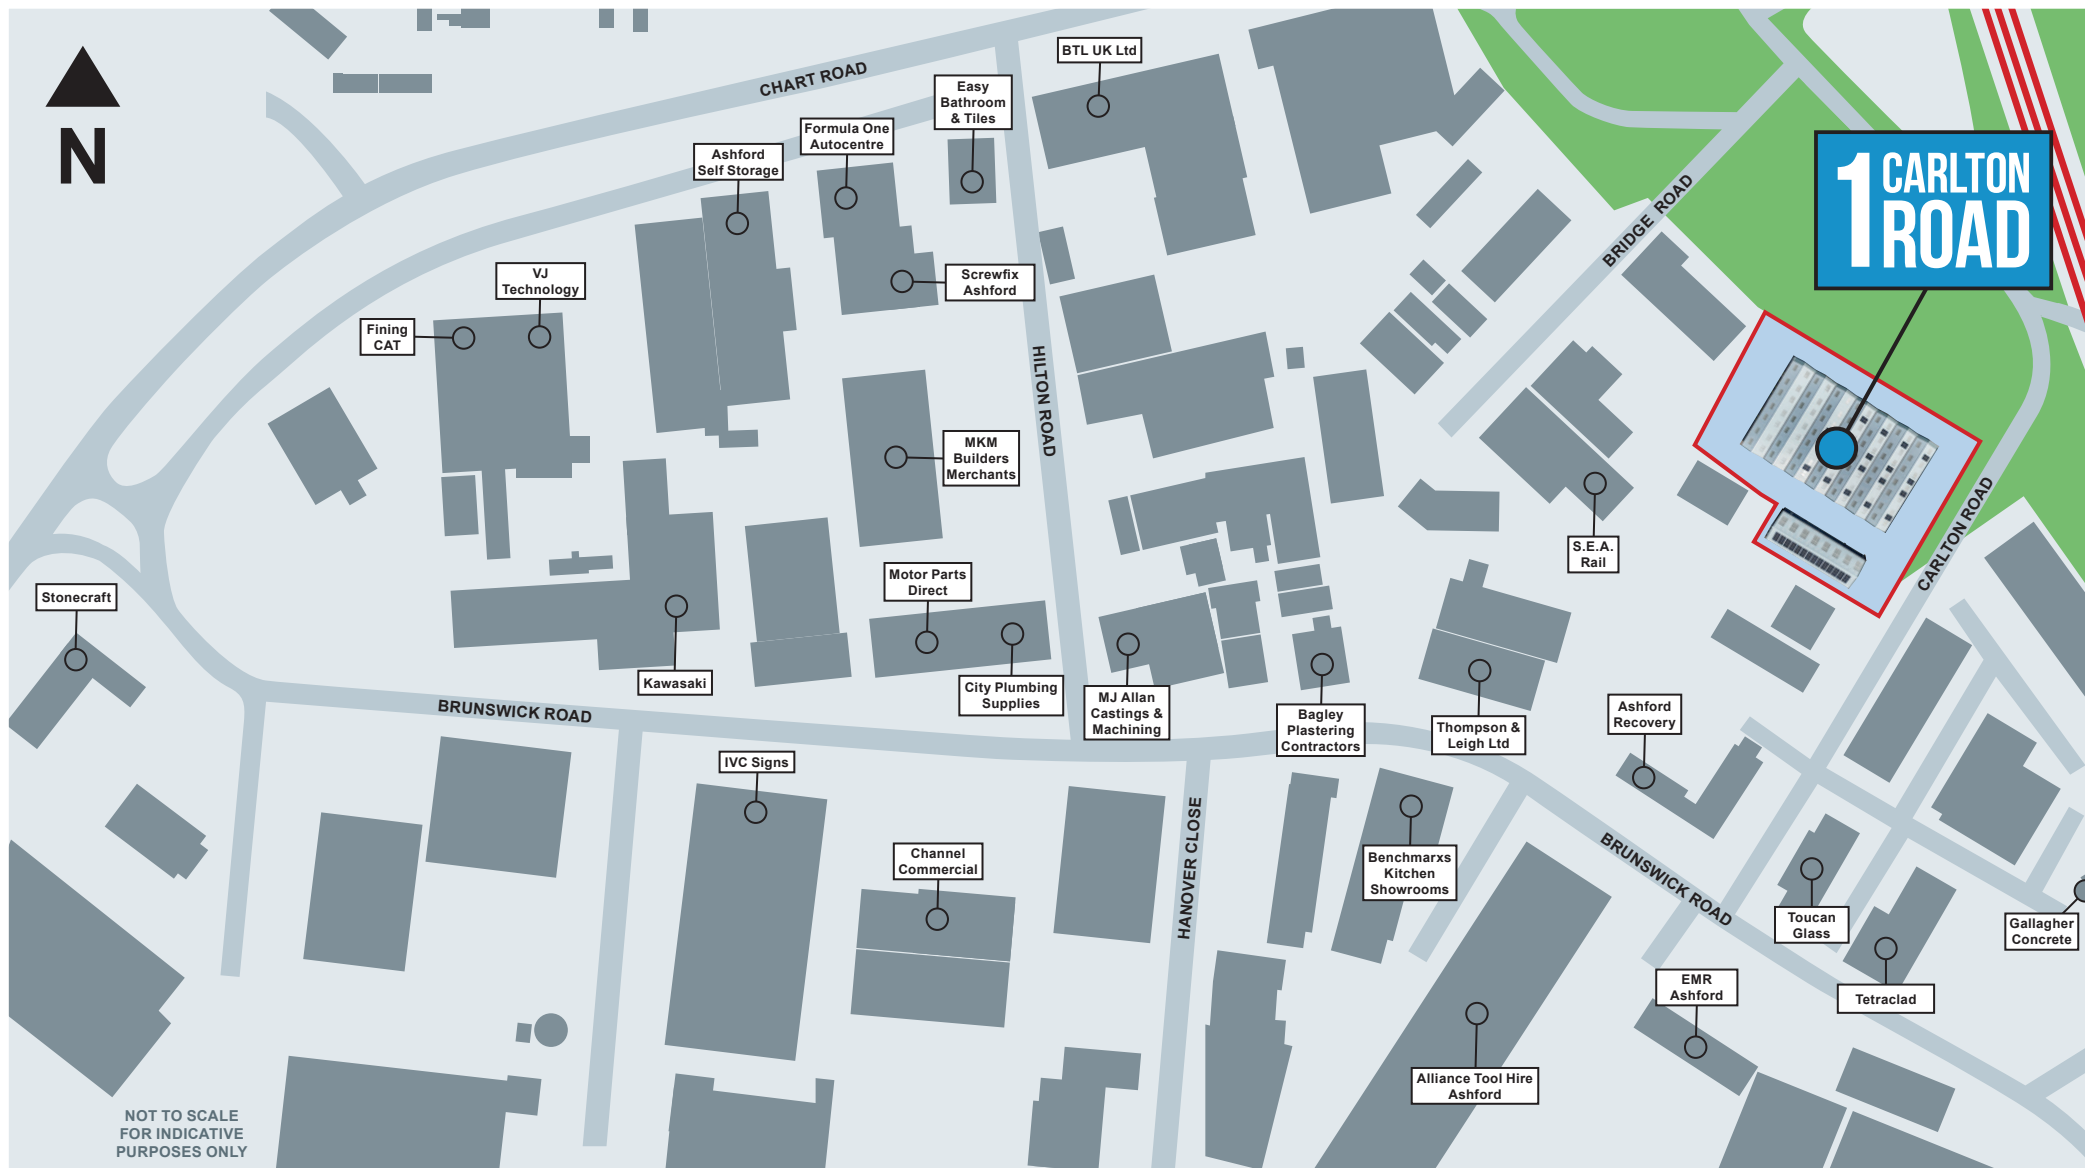 N
CHART ROAD
BTL UK Ltd
Easy
Bathroom
& Tiles
Formula One
Autocentre
Ashford
Self Storage
1 CARLTON
ROAD
BRIDGE ROAD
VJ
Technology
Screwfix
Ashford
Fining
CAT
HILTON ROAD
MKM
Builders
Merchants
S.E.A.
Rail
CARLTON ROAD
Stonecraft
Motor Parts
Direct
Kawasaki
City Plumbing
Supplies
MJ Allan
Castings &
Machining
Bagley
Plastering
Contractors
Thompson &
Leigh Ltd
Ashford
Recovery
BRUNSWICK ROAD
IVC Signs
HANOVER CLOSE
Channel
Commercial
Benchmarxs
Kitchen
Showrooms
BRUNSWICK ROAD
Toucan
Glass
Gallagher
Concrete
EMR
Ashford
Tetraclad
Alliance Tool Hire
Ashford
NOT TO SCALE
FOR INDICATIVE
PURPOSES ONLY